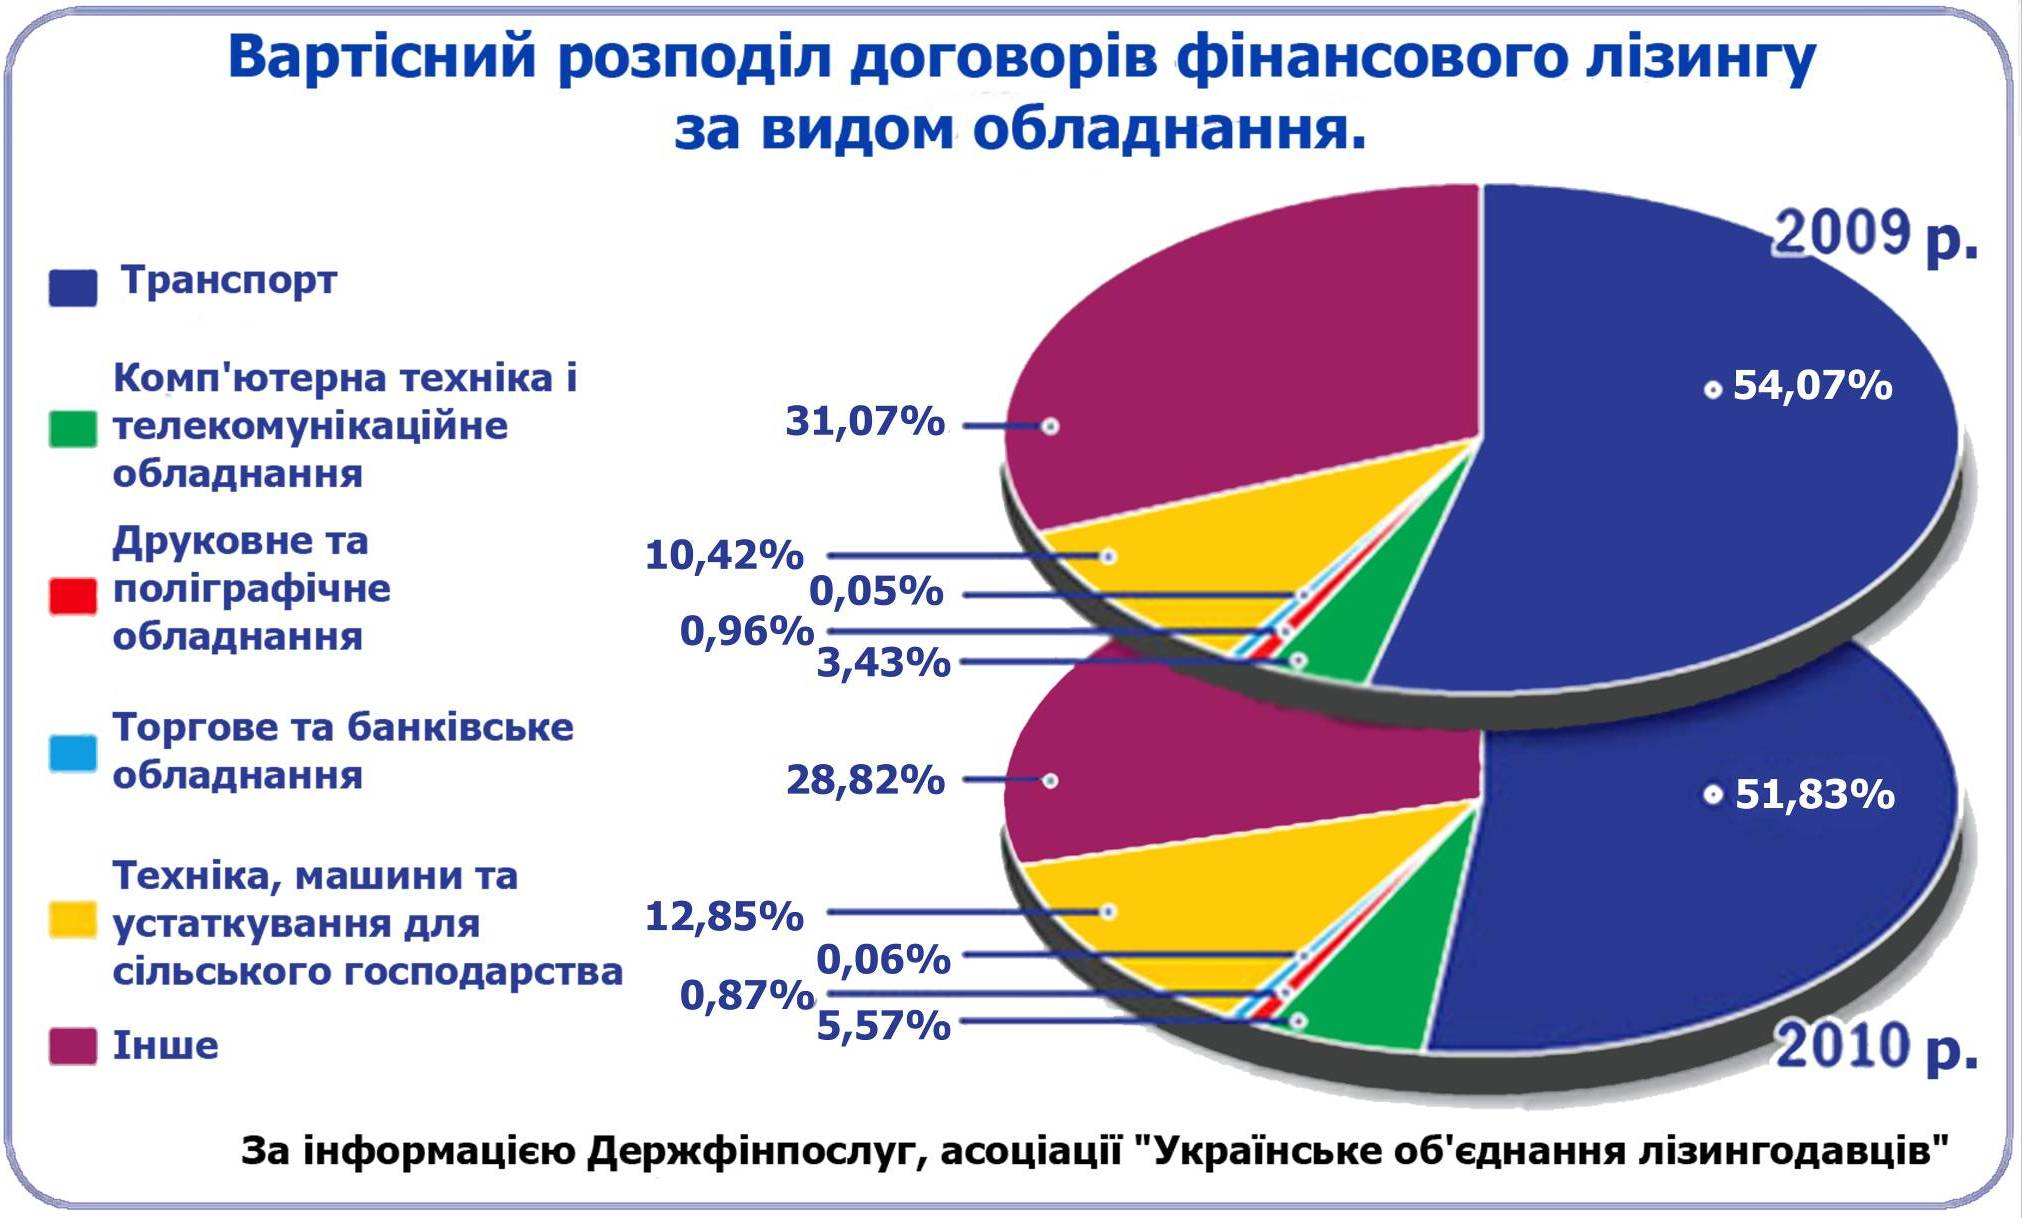 Вартісний розподіл договорів фінансового лізингу
за видом обладнання.
Транспорт
Комп'ютерна техніка і
телекомунікаційне
обладнання
Друковне та
поліграфічне
обладнання
Торгове та банківське
обладнання
Техніка, машини та
устаткування для
сільського господарства
Інше
2009 р.
54,07%
31,07%
10,42%
0,05%
0,96%
3,43%
51,83%
28,82%
12,85%
0,06%
0,87%
5,57%
2010 р.
За інформацією Держфінпослуг, асоціації "Українське об'єднання лізингодавців"